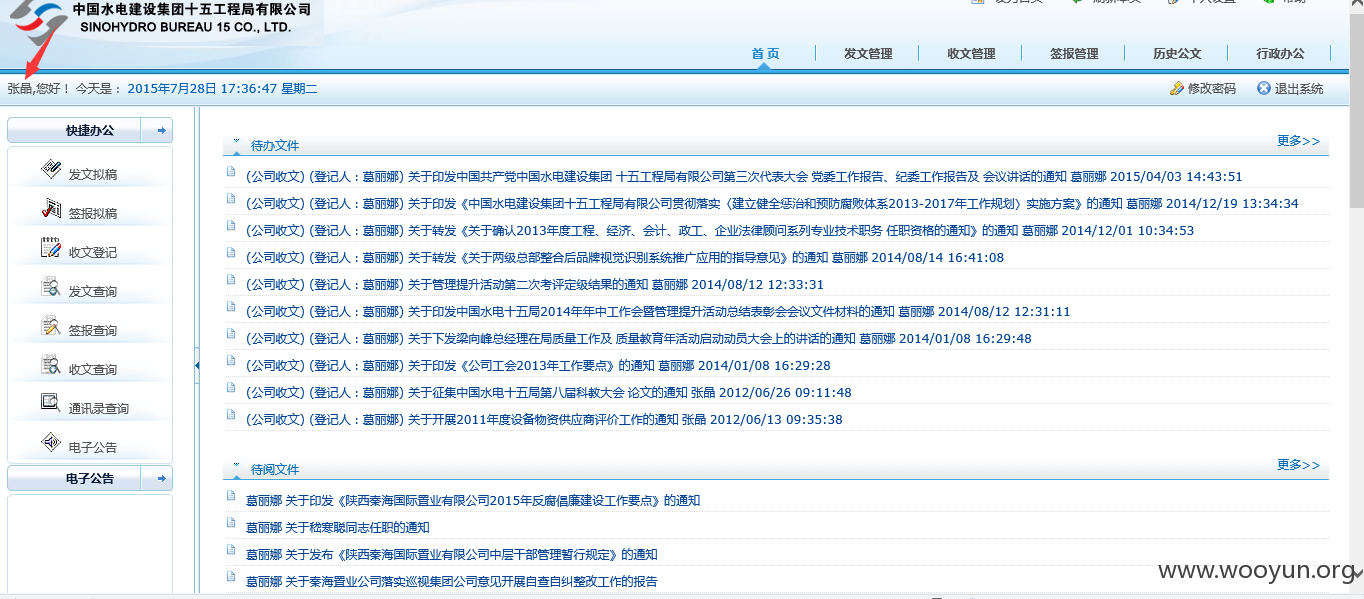 中国水电建设集团十五工程局有限公司
SINOHYDRO BUREAU 15 CO., LTD.
首 页 发文管理 收文管理 签报管理 历史公文 行政办公
张晶,您好！ 今天是： 2015年7月28日 17:36:47 星期二
修改密码 退出系统
快捷办公
发文拟稿
签报拟稿
收文登记
发文查询
签报查询
收文查询
通讯录查询
电子公告
电子公告
待办文件 更多>>
(公司收文) (登记人：葛丽娜) 关于印发中国共产党中国水电建设集团 十五工程局有限公司第三次代表大会 党委工作报告、纪委工作报告及 会议讲话的通知 葛丽娜 2015/04/03 14:43:51
(公司收文) (登记人：葛丽娜) 关于印发《中国水电建设集团十五工程局有限公司贯彻落实〈建立健全惩治和预防腐败体系2013-2017年工作规划〉实施方案》的通知 葛丽娜 2014/12/19 13:34:34
(公司收文) (登记人：葛丽娜) 关于转发《关于确认2013年度工程、经济、会计、政工、企业法律顾问系列专业技术职务 任职资格的通知》的通知 葛丽娜 2014/12/01 10:34:53
(公司收文) (登记人：葛丽娜) 关于转发《关于两级总部整合后品牌视觉识别系统推广应用的指导意见》的通知 葛丽娜 2014/08/14 16:41:08
(公司收文) (登记人：葛丽娜) 关于管理提升活动第二次考评定级结果的通知 葛丽娜 2014/08/12 12:33:31
(公司收文) (登记人：葛丽娜) 关于印发中国水电十五局2014年年中工作会暨管理提升活动总结表彰会会议文件材料的通知 葛丽娜 2014/08/12 12:31:11
(公司收文) (登记人：葛丽娜) 关于下发梁向峰总经理在局质量工作及 质量教育年活动启动动员大会上的讲话的通知 葛丽娜 2014/01/08 16:29:48
(公司收文) (登记人：葛丽娜) 关于印发《公司工会2013年工作要点》的通知 葛丽娜 2014/01/08 16:29:28
(公司收文) (登记人：葛丽娜) 关于征集中国水电十五局第八届科教大会 论文的通知 张晶 2012/06/26 09:11:48
(公司收文) (登记人：葛丽娜) 关于开展2011年度设备物资供应商评价工作的通知 张晶 2012/06/13 09:35:38
待阅文件 更多>>
葛丽娜 关于印发《陕西秦海国际置业有限公司2015年反腐倡廉建设工作要点》的通知
葛丽娜 关于嵇寒聪同志任职的通知
葛丽娜 关于发布《陕西秦海国际置业有限公司中层干部管理暂行规定》的通知
葛丽娜 关于秦海置业公司落实巡视集团公司意见开展自查自纠整改工作的报告
www.wooyun.org